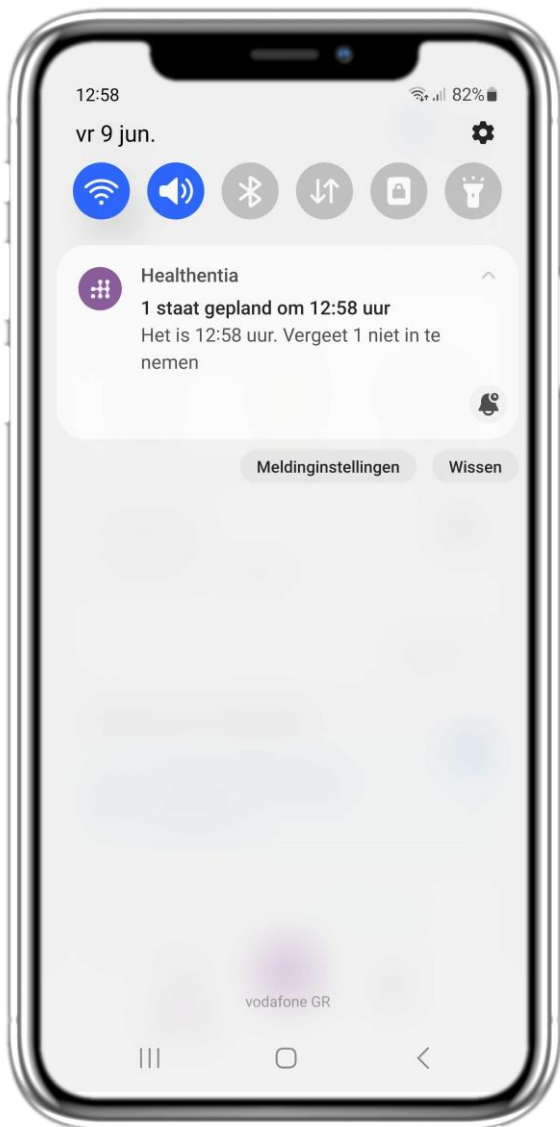 12:58 82%
vr 9 jun.
Healthentia
1 staat gepland om 12:58 uur
Het is 12:58 uur. Vergeet 1 niet in te
nemen
Meldinginstellingen Wissen
vodafone GR